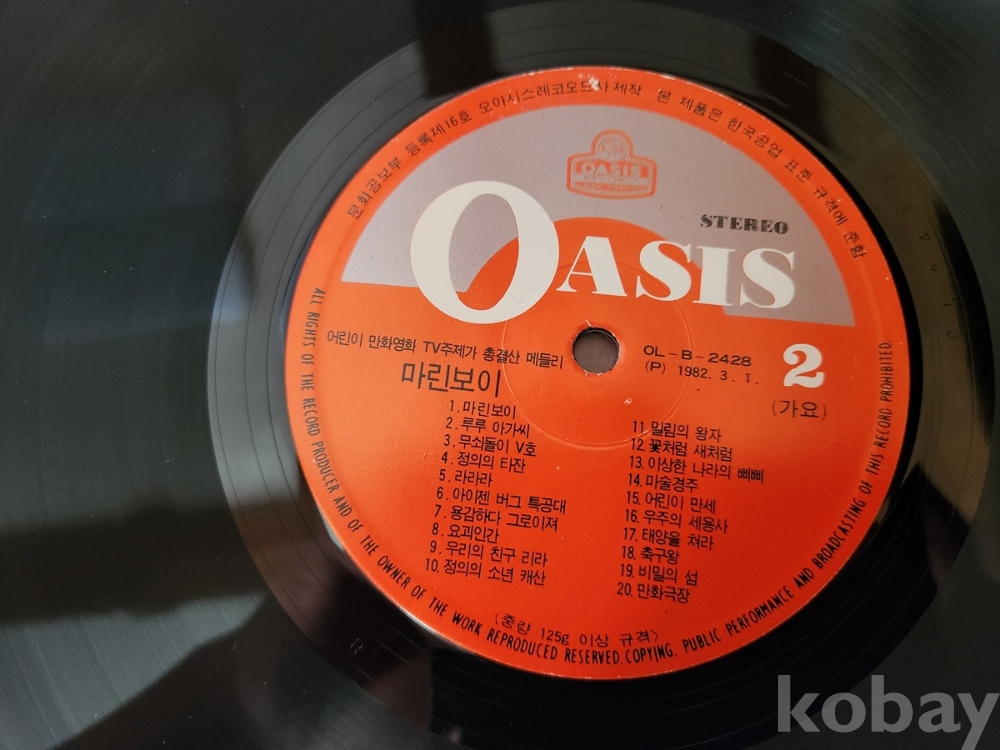 문화공보부 등록제16호 오아시스레코오드사 제작 본 제품은 한국공업 표준 규격에 준함
OASIS
STEREO
OASIS
어린이 만화영화 TV주제가 총결산 메들리
마린보이
OL-B-2428
(P) 1982. 3. 1.
2
(가요)
1. 마린보이
2. 루루 아가씨
3. 무쇠돌이 V호
4. 정의의 타잔
5. 라라라
6. 아이젠 버그 특공대
7. 용감하다 그로이져
8. 요괴인간
9. 우리의 친구 리라
10. 정의의 소년 캐산
11. 밀림의 왕자
12. 꽃처럼 새처럼
13. 이상한 나라의 삐삐
14. 마술경주
15. 어린이 만세
16. 우주의 세용사
17. 태양을 쳐라
18. 축구왕
19. 비밀의 섬
20. 만화극장
<중량 125g 이상 규격>
ALL RIGHTS OF THE RECORD PRODUCER AND OF THE OWNER OF THE WORK REPRODUCED RESERVED. COPYING. PUBLIC PERFORMANCE AND BROADCASTING OF THIS RECORD PROHIBITED.
kobay